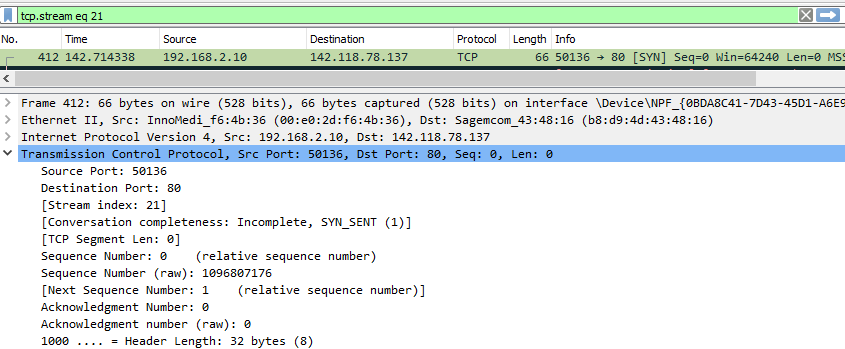 tcp.stream eq 21
No. Time Source Destination Protocol Length Info
412 142.714338 192.168.2.10 142.118.78.137 TCP 66 50136 → 80 [SYN] Seq=0 Win=64240 Len=0 MSS
Frame 412: 66 bytes on wire (528 bits), 66 bytes captured (528 bits) on interface \Device\NPF_{0BDA8C41-7D43-45D1-A6E9
Ethernet II, Src: InnoMedi_f6:4b:36 (00:e0:2d:f6:4b:36), Dst: Sagemcom_43:48:16 (b8:d9:4d:43:48:16)
Internet Protocol Version 4, Src: 192.168.2.10, Dst: 142.118.78.137
Transmission Control Protocol, Src Port: 50136, Dst Port: 80, Seq: 0, Len: 0
Source Port: 50136
Destination Port: 80
[Stream index: 21]
[Conversation completeness: Incomplete, SYN_SENT (1)]
[TCP Segment Len: 0]
Sequence Number: 0 (relative sequence number)
Sequence Number (raw): 1096807176
[Next Sequence Number: 1 (relative sequence number)]
Acknowledgment Number: 0
Acknowledgment number (raw): 0
1000 .... = Header Length: 32 bytes (8)